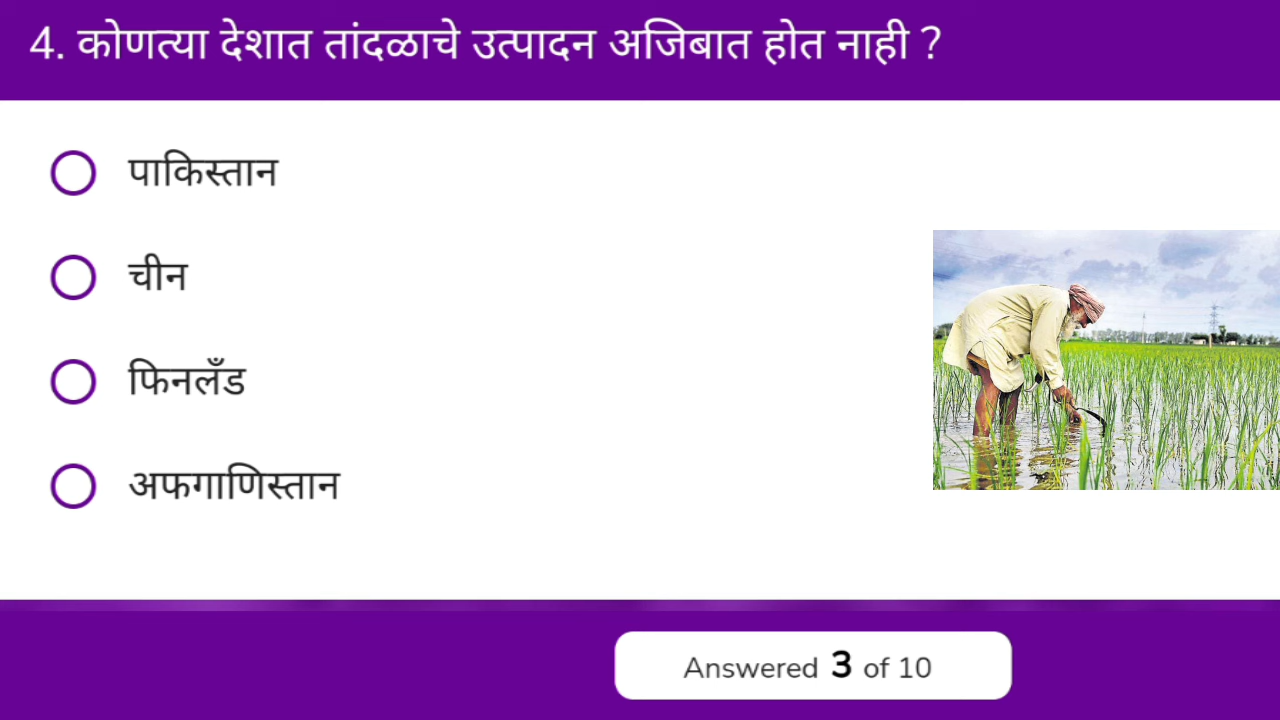 4. कोणत्या देशात तांदळाचे उत्पादन अजिबात होत नाही ?
पाकिस्तान
चीन
फिनलँड
अफगाणिस्तान
Answered 3 of 10